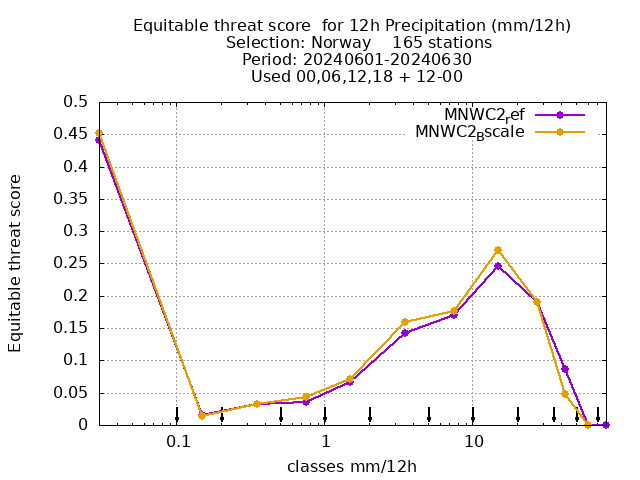 Equitable threat score  for 12h Precipitation (mm/12h)
Selection: Norway    165 stations
Period: 20240601-20240630
Used 00,06,12,18 + 12-00
MNWC2ref
MNWC2Bscale
0.5
0.45
0.4
0.35
0.3
0.25
0.2
0.15
0.1
0.05
0
Equitable threat score
0.1 1 10
classes mm/12h